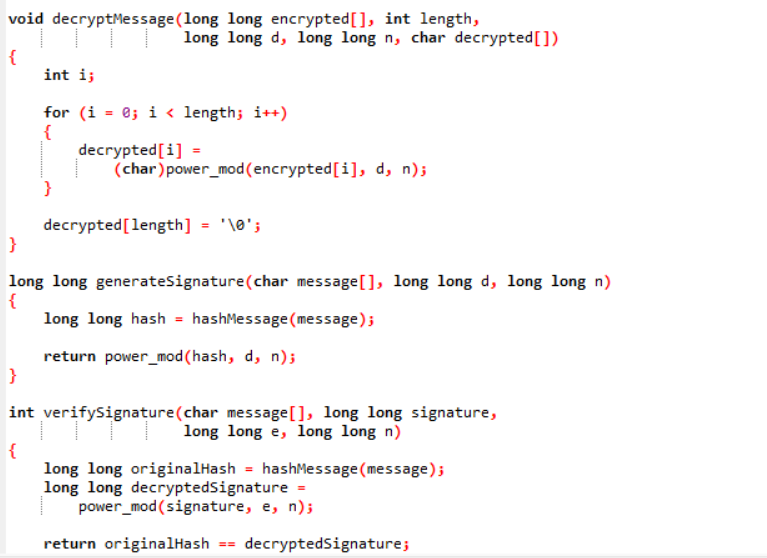 void decryptMessage(long long encrypted[], int length,
                    long long d, long long n, char decrypted[])
{
    int i;

    for (i = 0; i < length; i++)
    {
        decrypted[i] =
            (char)power_mod(encrypted[i], d, n);
    }

    decrypted[length] = '\0';
}

long long generateSignature(char message[], long long d, long long n)
{
    long long hash = hashMessage(message);

    return power_mod(hash, d, n);
}

int verifySignature(char message[], long long signature,
                    long long e, long long n)
{
    long long originalHash = hashMessage(message);
    long long decryptedSignature =
        power_mod(signature, e, n);

    return originalHash == decryptedSignature;